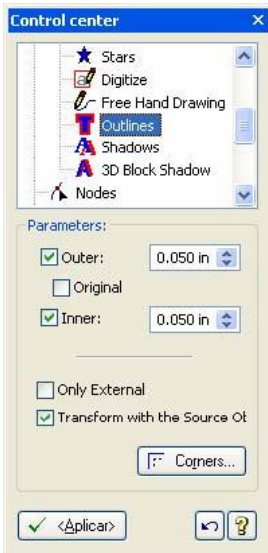 Control center
Stars
Digitize
Free Hand Drawing
Outlines
Shadows
3D Block Shadow
Nodes
Parameters:
Outer: 0.050 in
Original
Inner: 0.050 in
Only External
Transform with the Source Ob
Corners...
<Aplicar>